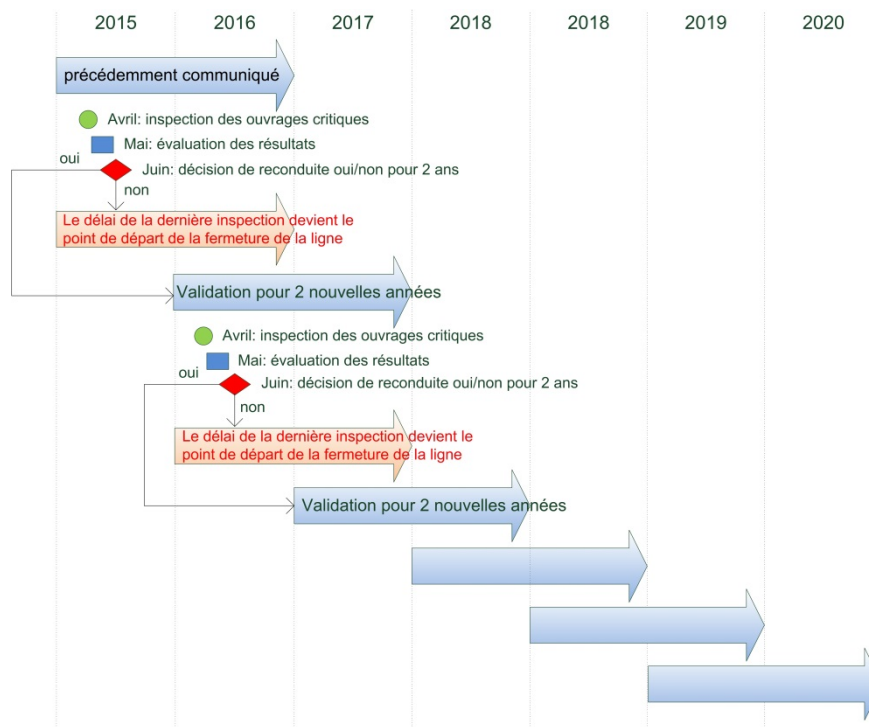 2015 2016 2017 2018 2018 2019 2020
précédemment communiqué
Avril: inspection des ouvrages critiques
Mai: évaluation des résultats
oui
Juin: décision de reconduite oui/non pour 2 ans
non
Le délai de la dernière inspection devient le
point de départ de la fermeture de la ligne
Validation pour 2 nouvelles années
Avril: inspection des ouvrages critiques
Mai: évaluation des résultats
oui
Juin: décision de reconduite oui/non pour 2 ans
non
Le délai de la dernière inspection devient le
point de départ de la fermeture de la ligne
Validation pour 2 nouvelles années